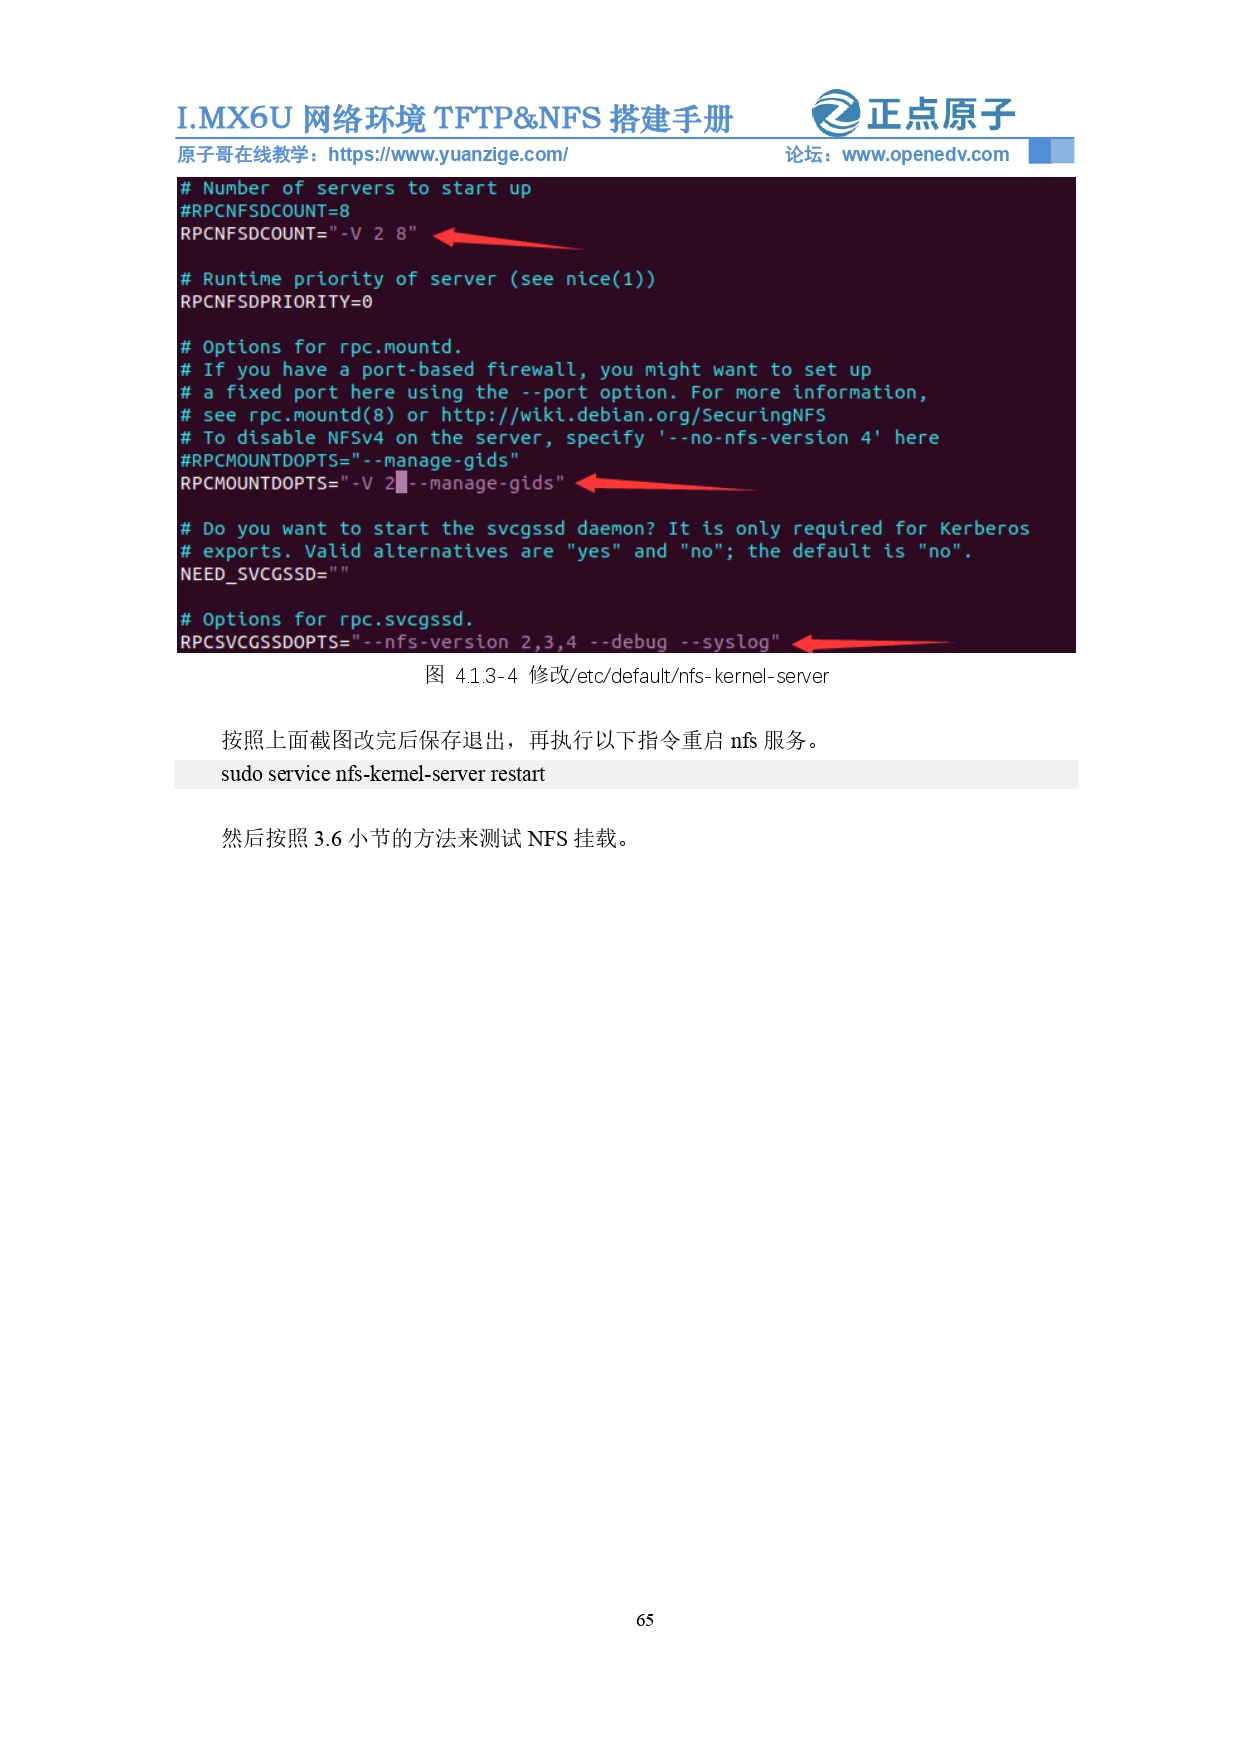 I.MX6U 网络环境 TFTP&NFS 搭建手册
正点原子
原子哥在线教学：https://www.yuanzige.com/
论坛：www.openedv.com
# Number of servers to start up
#RPCNFSDCOUNT=8
RPCNFSDCOUNT="-V 2 8"
# Runtime priority of server (see nice(1))
RPCNFSDPRIORITY=0
# Options for rpc.mountd.
# If you have a port-based firewall, you might want to set up
# a fixed port here using the --port option. For more information,
# see rpc.mountd(8) or http://wiki.debian.org/SecuringNFS
# To disable NFSv4 on the server, specify '--no-nfs-version 4' here
#RPCMOUNTDOPTS="--manage-gids"
RPCMOUNTDOPTS="-V 2 --manage-gids"
# Do you want to start the svcgssd daemon? It is only required for Kerberos
# exports. Valid alternatives are "yes" and "no"; the default is "no".
NEED_SVCGSSD=""
# Options for rpc.svcgssd.
RPCSVCGSSDOPTS="--nfs-version 2,3,4 --debug --syslog"
图 4.1.3-4 修改/etc/default/nfs-kernel-server
按照上面截图改完后保存退出，再执行以下指令重启 nfs 服务。
sudo service nfs-kernel-server restart
然后按照 3.6 小节的方法来测试 NFS 挂载。
65